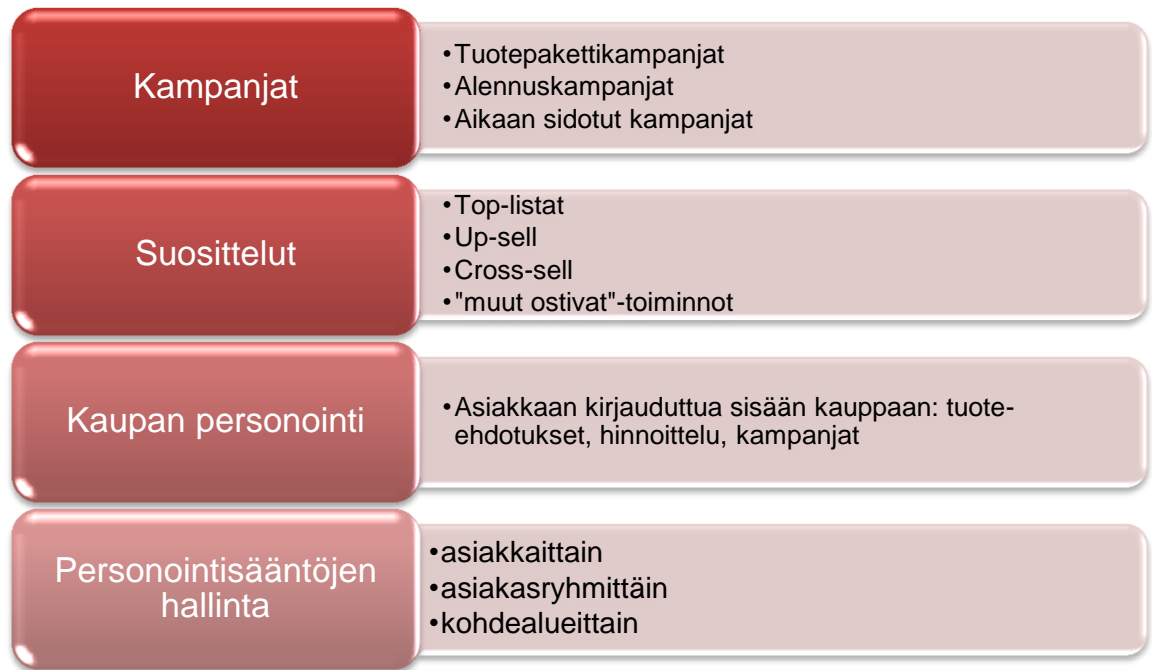 Kampanjat
•Tuotepakettikampanjat
•Alennuskampanjat
•Aikaan sidotut kampanjat
Suosittelut
•Top-listat
•Up-sell
•Cross-sell
•"muut ostivat"-toiminnot
Kaupan personointi
•Asiakkaan kirjauduttua sisään kauppaan: tuote-
ehdotukset, hinnoittelu, kampanjat
Personointisääntöjen
hallinta
•asiakkaittain
•asiakasryhmittäin
•kohdealueittain